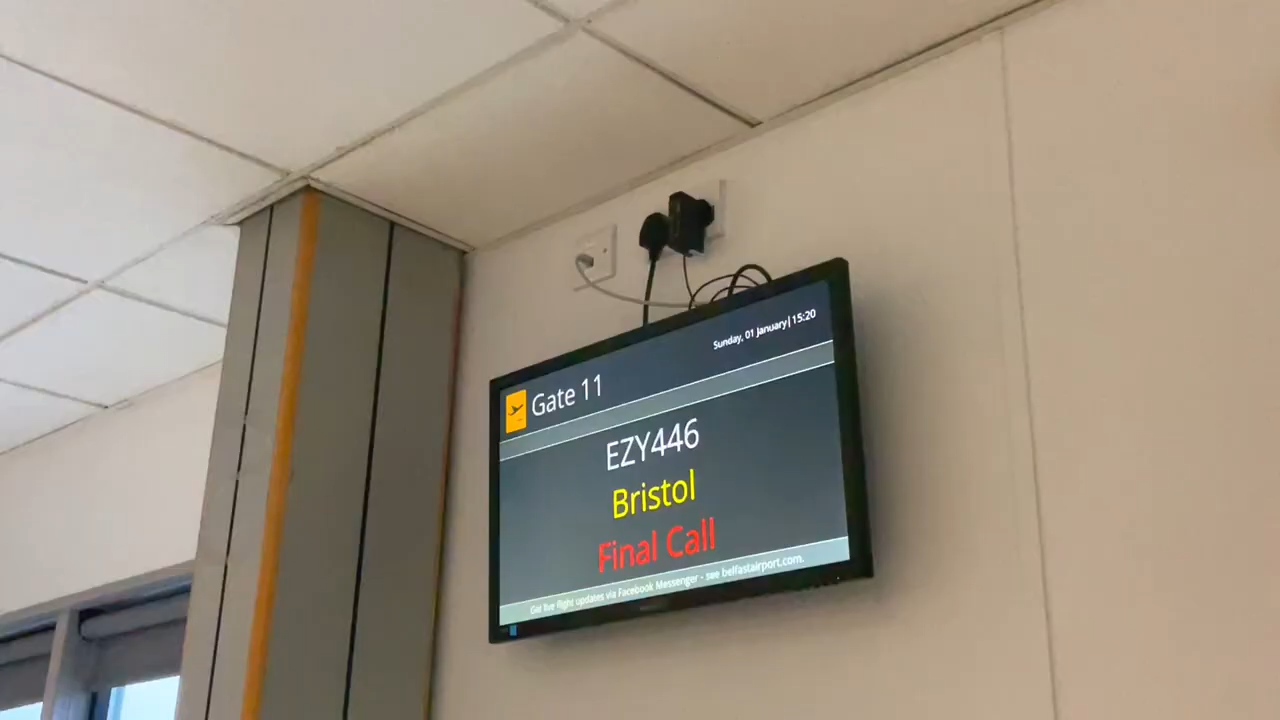 Sunday, 01 January|15:20
Gate 11
EZY446
Bristol
Final Call
Get live flight updates via Facebook Messenger - see belfastairport.com.